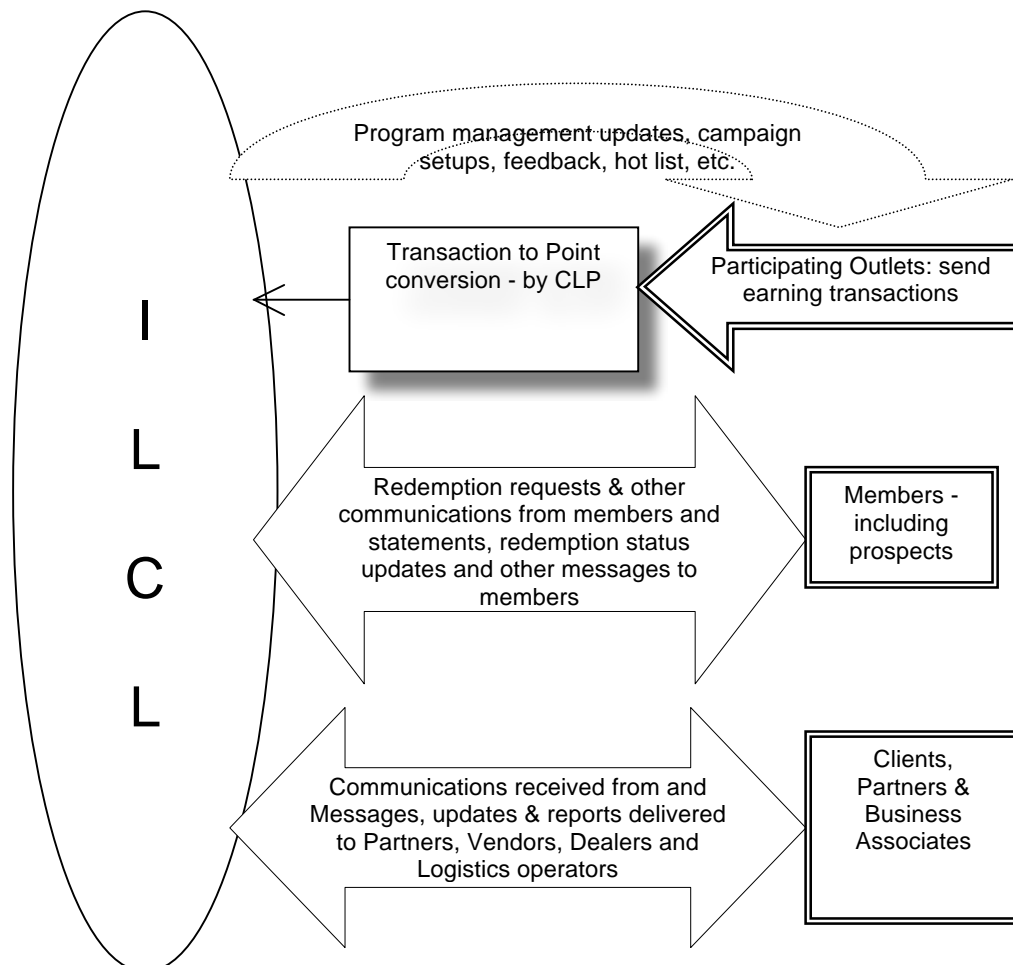 Program management updates, campaign
setups, feedback, hot list, etc.
Transaction to Point
conversion - by CLP
Participating Outlets: send
earning transactions
I
L
C
L
Redemption requests & other
communications from members and
statements, redemption status
updates and other messages to
members
Members -
including
prospects
Communications received from and
Messages, updates & reports delivered
to Partners, Vendors, Dealers and
Logistics operators
Clients,
Partners &
Business
Associates